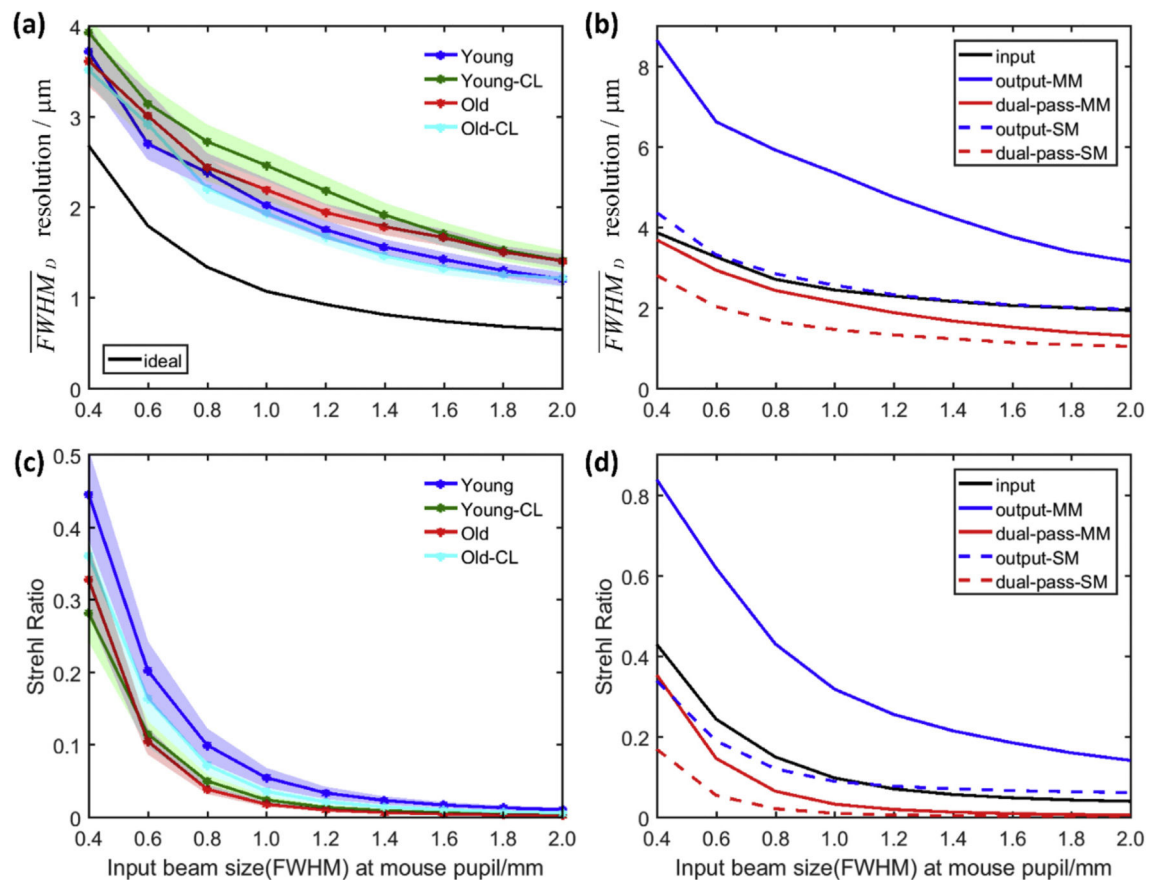 (a)
4
3
2
1
0
FWHM_D resolution / μm
Young
Young-CL
Old
Old-CL
ideal
0.4 0.6 0.8 1.0 1.2 1.4 1.6 1.8 2.0
(b)
8
6
4
2
0
FWHM_D resolution / μm
input
output-MM
dual-pass-MM
output-SM
dual-pass-SM
0.4 0.6 0.8 1.0 1.2 1.4 1.6 1.8 2.0
(c)
0.5
0.4
0.3
0.2
0.1
0
Strehl Ratio
Young
Young-CL
Old
Old-CL
0.4 0.6 0.8 1.0 1.2 1.4 1.6 1.8 2.0
Input beam size(FWHM) at mouse pupil/mm
(d)
0.8
0.6
0.4
0.2
0
Strehl Ratio
input
output-MM
dual-pass-MM
output-SM
dual-pass-SM
0.4 0.6 0.8 1.0 1.2 1.4 1.6 1.8 2.0
Input beam size(FWHM) at mouse pupil/mm